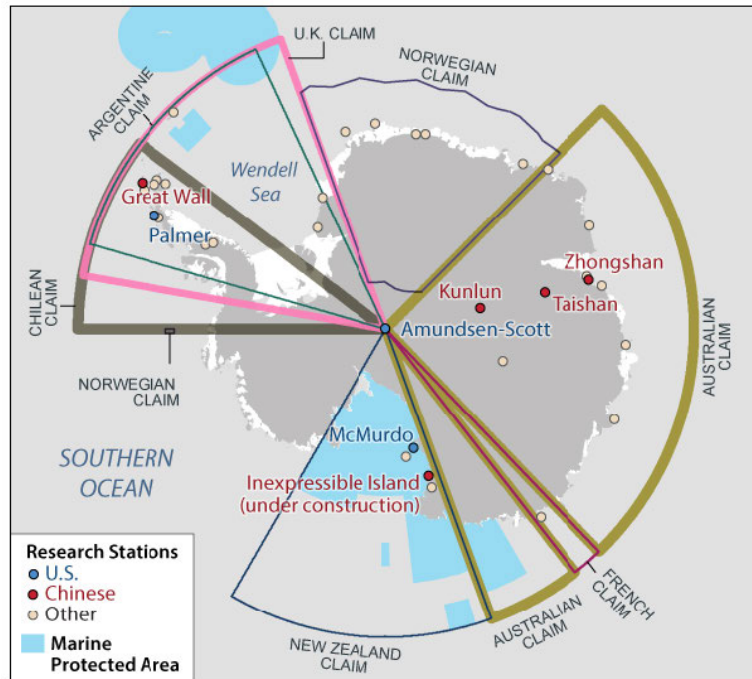 U.K. CLAIM
NORWEGIAN
CLAIM
ARGENTINE
CLAIM
Wendell
Sea
Great Wall
Palmer
Zhongshan
Kunlun
Taishan
Amundsen-Scott
CHILEAN
CLAIM
AUSTRALIAN
CLAIM
NORWEGIAN
CLAIM
McMurdo
SOUTHERN
OCEAN
Inexpressible Island
(under construction)
Research Stations
U.S.
Chinese
Other
Marine
Protected Area
FRENCH
CLAIM
AUSTRALIAN
CLAIM
NEW ZEALAND
CLAIM